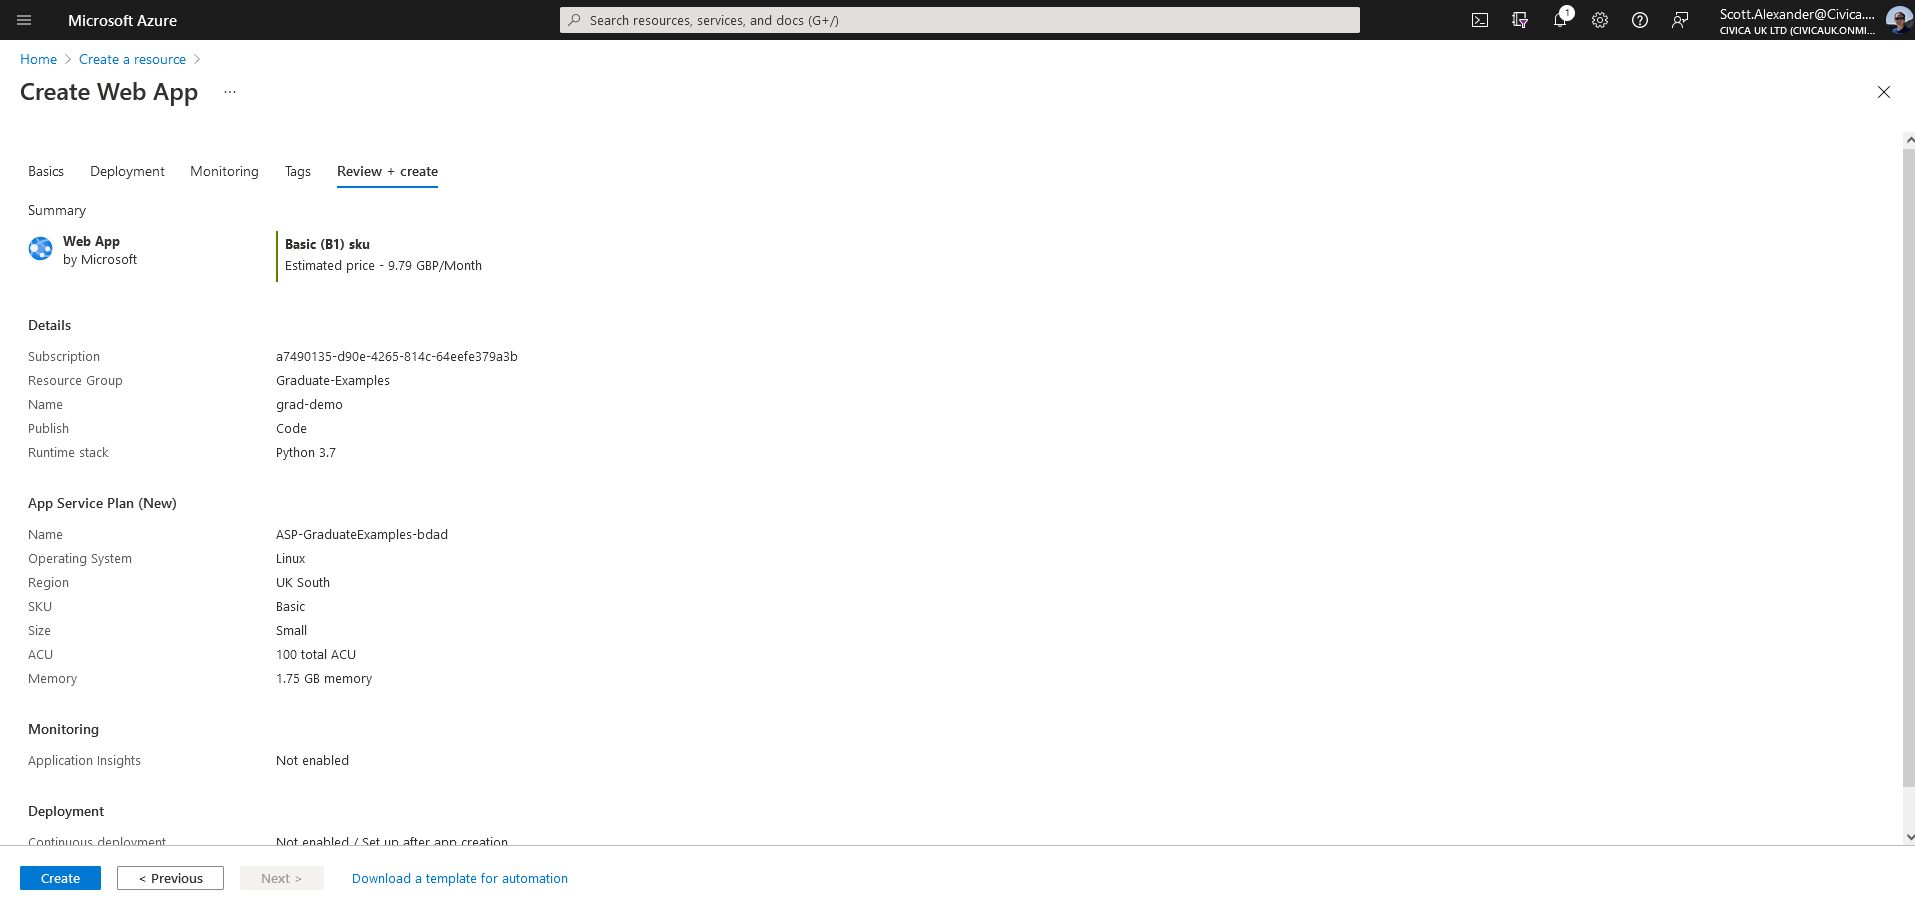 Microsoft Azure
Search resources, services, and docs (G+/)
1
Scott.Alexander@Civica....
CIVICA UK LTD (CIVICAUK.ONMI...
Home > Create a resource >
Create Web App ...
Basics Deployment Monitoring Tags Review + create
Summary
Web App
by Microsoft
Basic (B1) sku
Estimated price - 9.79 GBP/Month
Details
Subscription a7490135-d90e-4265-814c-64eefe379a3b
Resource Group Graduate-Examples
Name grad-demo
Publish Code
Runtime stack Python 3.7
App Service Plan (New)
Name ASP-GraduateExamples-bdad
Operating System Linux
Region UK South
SKU Basic
Size Small
ACU 100 total ACU
Memory 1.75 GB memory
Monitoring
Application Insights Not enabled
Deployment
Continuous deployment Not enabled / Set up after app creation
Create < Previous Next > Download a template for automation